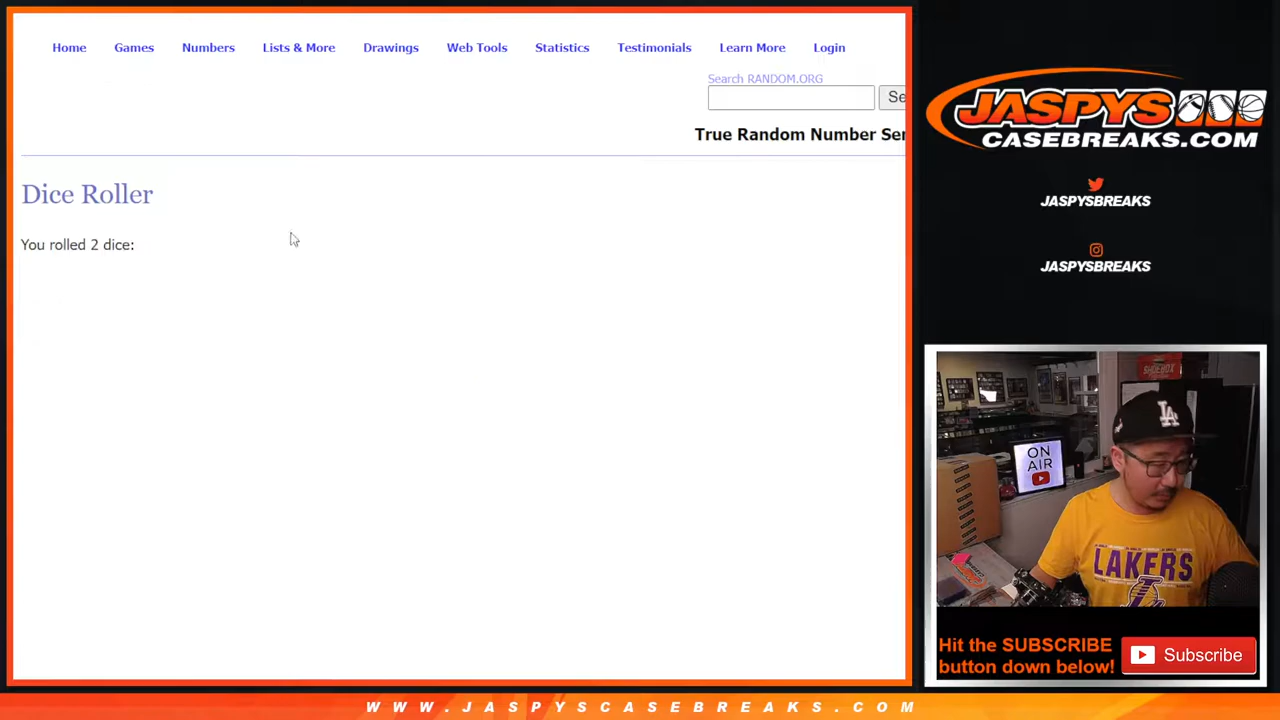 Home Games Numbers Lists & More Drawings Web Tools Statistics Testimonials Learn More Login
Search RANDOM.ORG
Se
True Random Number Ser
Dice Roller
You rolled 2 dice:
JASPYS
CASEBREAKS.COM
JASPYSBREAKS
JASPYSBREAKS
ON
AIR
LA
LAKERS
Hit the SUBSCRIBE
button down below!
Subscribe
WWW.JASPYSCASEBREAKS.COM